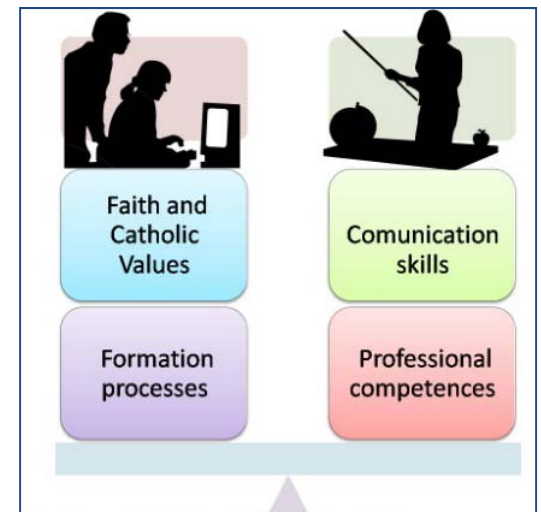 Faith and
Catholic
Values
Comunication
skills
Formation
processes
Professional
competences